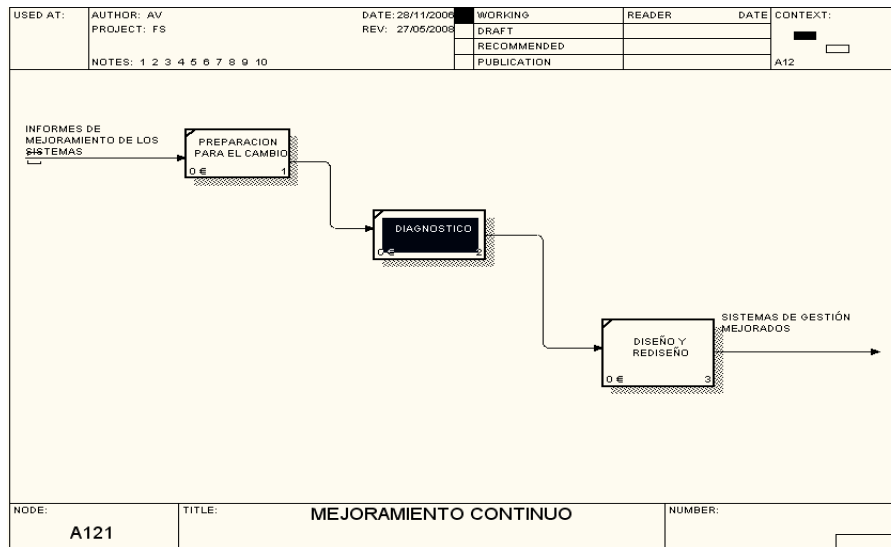 USED AT:
AUTHOR: AV
DATE: 28/11/2006
WORKING
READER
DATE
CONTEXT:
PROJECT: FS
REV: 27/05/2008
DRAFT
RECOMMENDED
NOTES: 1 2 3 4 5 6 7 8 9 10
PUBLICATION
A12
INFORMES DE
MEJORAMIENTO DE LOS
SISTEMAS
PREPARACION
PARA EL CAMBIO
0 € 1
DIAGNOSTICO
0 € 2
SISTEMAS DE GESTIÓN
MEJORADOS
DISEÑO Y
REDISEÑO
0 € 3
NODE:
A121
TITLE:
MEJORAMIENTO CONTINUO
NUMBER: